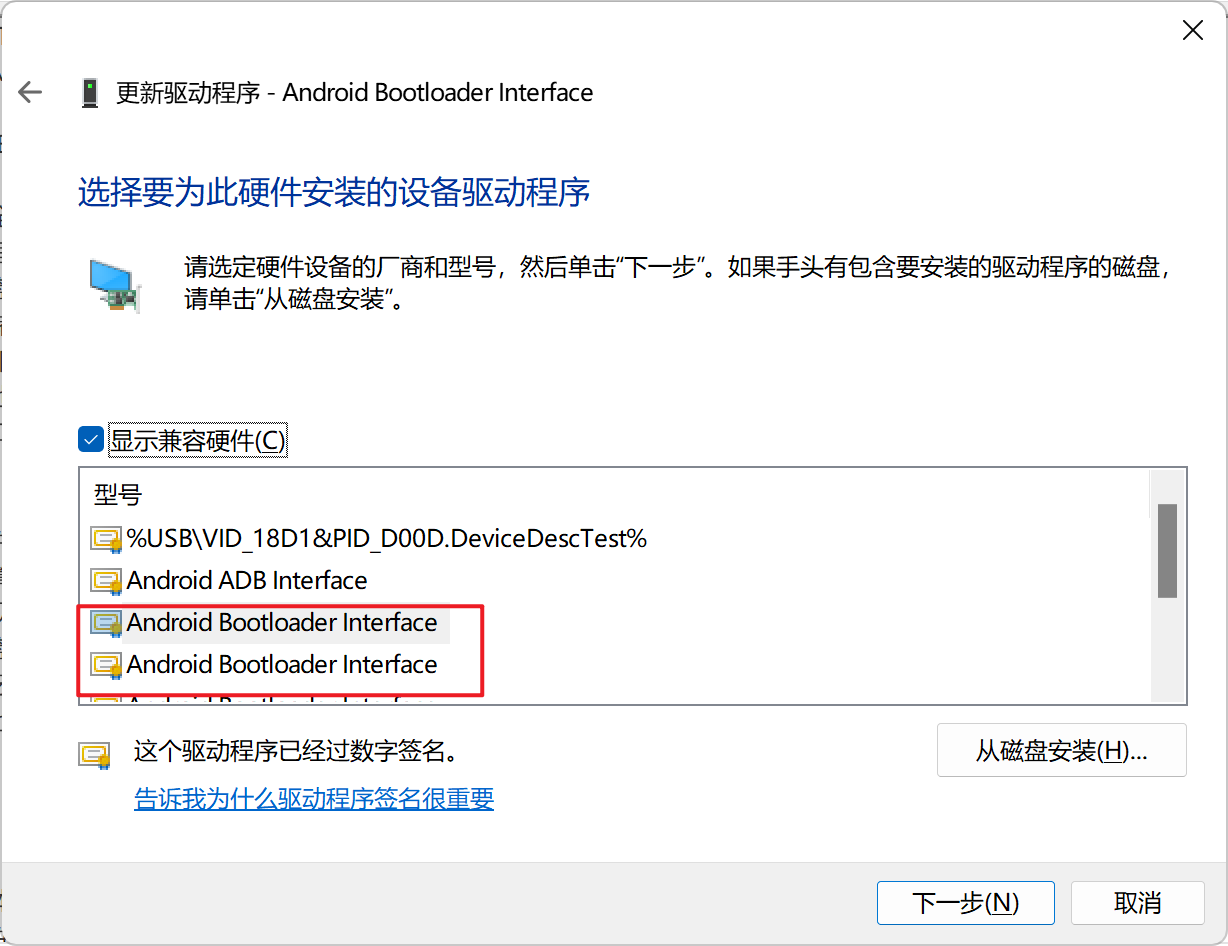 更新驱动程序 - Android Bootloader Interface
选择要为此硬件安装的设备驱动程序
请选定硬件设备的厂商和型号，然后单击“下一步”。如果手头有包含要安装的驱动程序的磁盘，
请单击“从磁盘安装”。
显示兼容硬件(C)
型号
%USB\VID_18D1&PID_D00D.DeviceDescTest%
Android ADB Interface
Android Bootloader Interface
Android Bootloader Interface
这个驱动程序已经过数字签名。
从磁盘安装(H)...
告诉我为什么驱动程序签名很重要
下一步(N)
取消